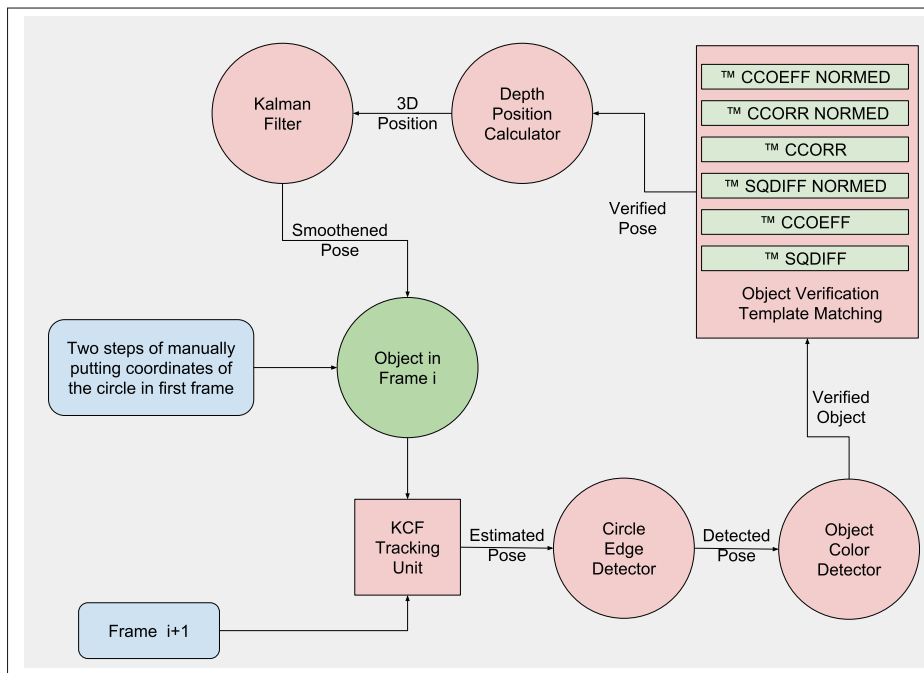 Kalman
Filter
3D
Position
Depth
Position
Calculator
™ CCOEFF NORMED
™ CCORR NORMED
™ CCORR
™ SQDIFF NORMED
™ CCOEFF
™ SQDIFF
Object Verification
Template Matching
Verified
Pose
Smoothened
Pose
Two steps of manually
putting coordinates of
the circle in first frame
Object in
Frame i
Verified
Object
KCF
Tracking
Unit
Estimated
Pose
Circle
Edge
Detector
Detected
Pose
Object
Color
Detector
Frame i+1